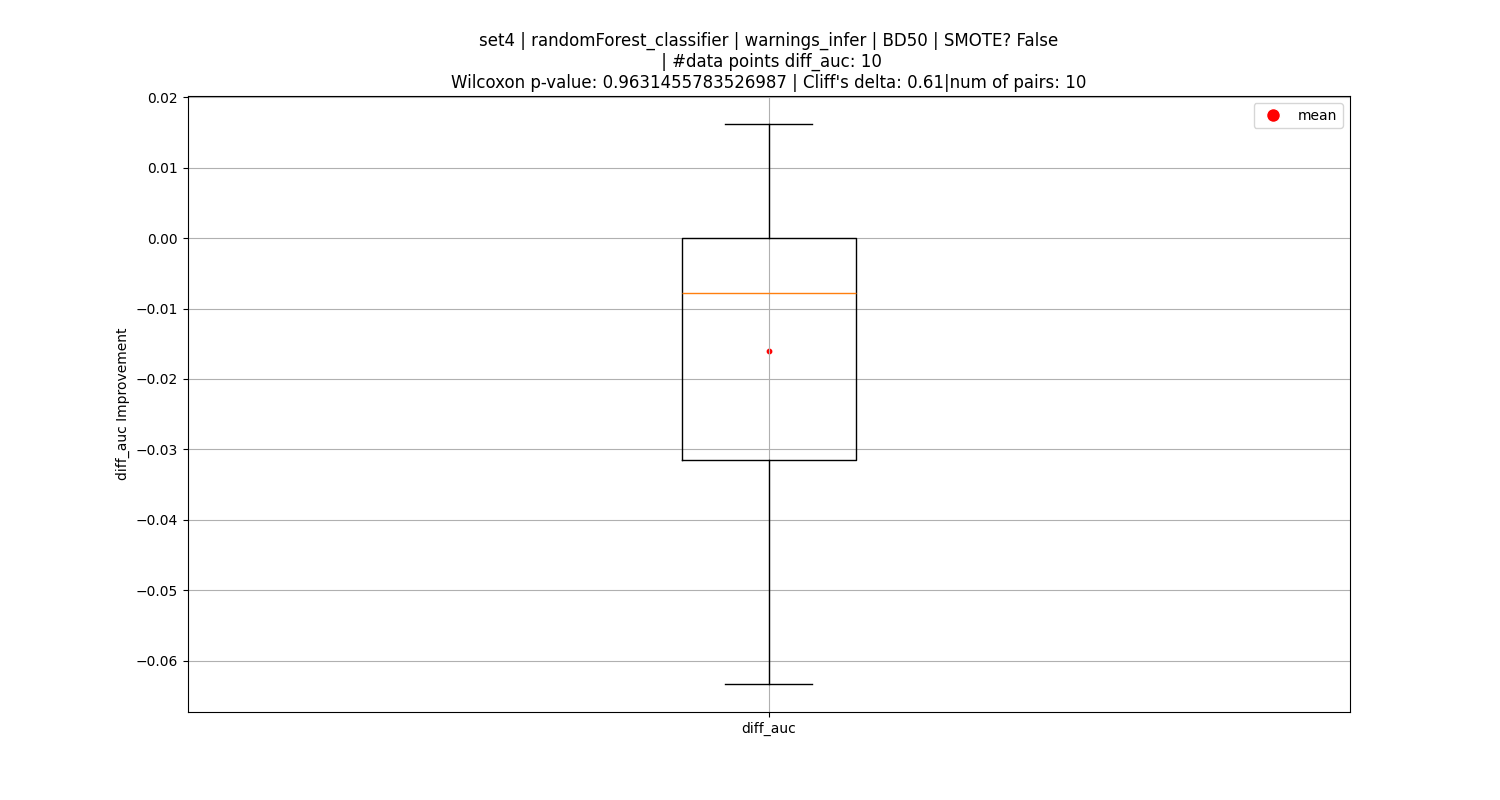 set4 | randomForest_classifier | warnings_infer | BD50 | SMOTE? False
| #data points diff_auc: 10
Wilcoxon p-value: 0.9631455783526987 | Cliff's delta: 0.61|num of pairs: 10
mean
0.02
0.01
0.00
−0.01
−0.02
−0.03
−0.04
−0.05
−0.06
diff_auc Improvement
diff_auc